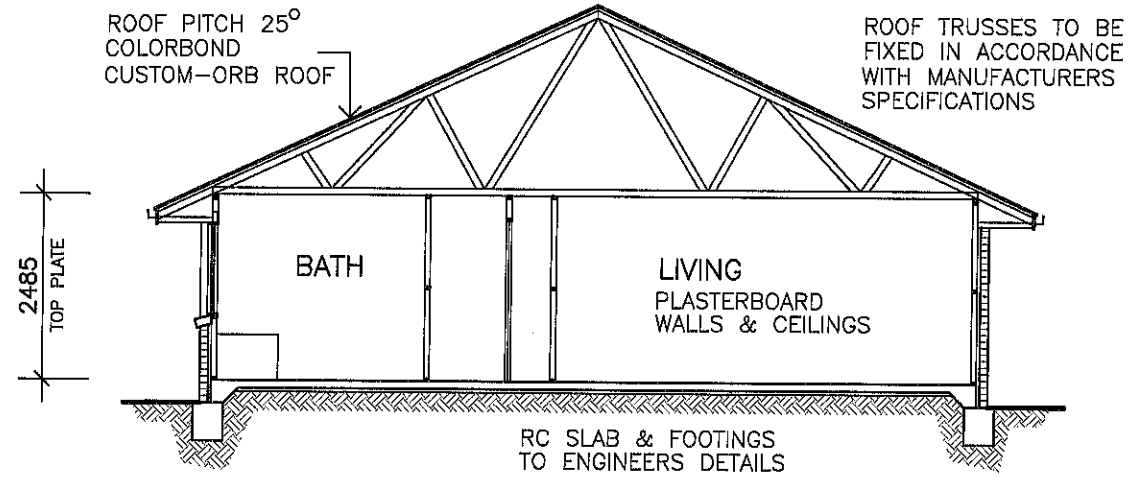 ROOF PITCH 25°
COLORBOND
CUSTOM-ORB ROOF
ROOF TRUSSES TO BE
FIXED IN ACCORDANCE
WITH MANUFACTURERS
SPECIFICATIONS
2485
TOP PLATE
BATH
LIVING
PLASTERBOARD
WALLS & CEILINGS
RC SLAB & FOOTINGS
TO ENGINEERS DETAILS